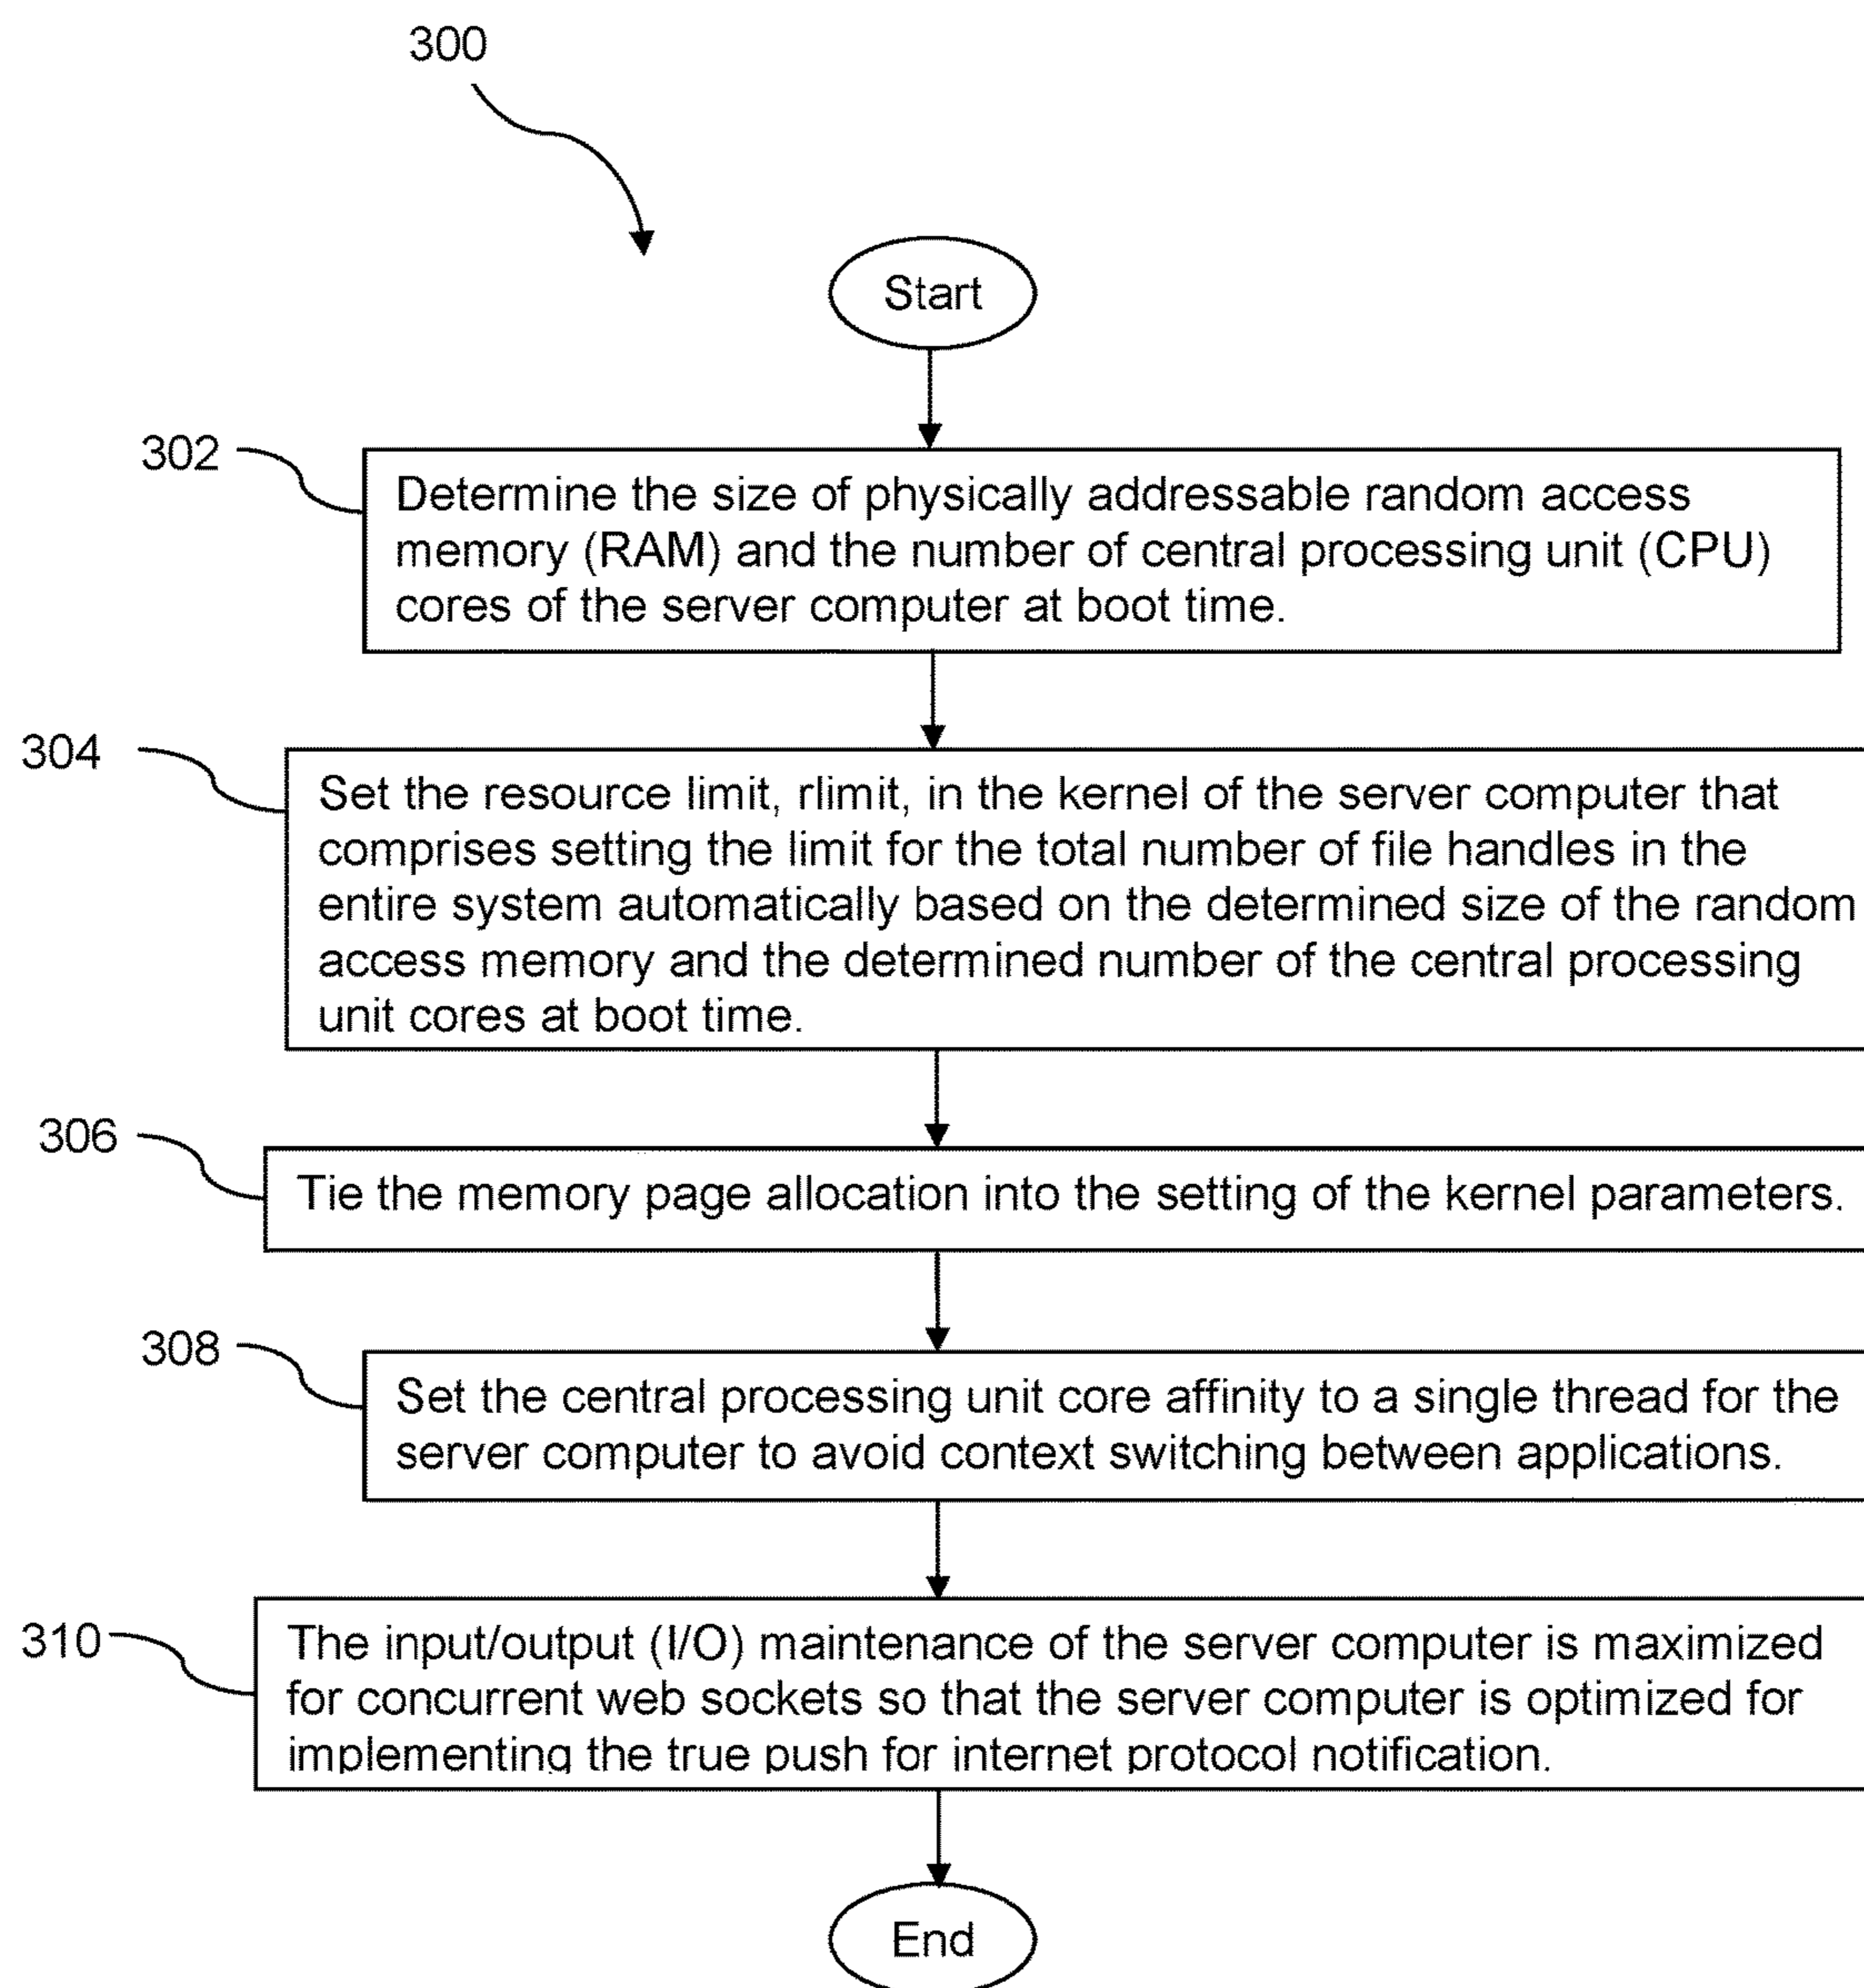 300
Start
302
Determine the size of physically addressable random access
memory (RAM) and the number of central processing unit (CPU)
cores of the server computer at boot time.
304
Set the resource limit, rlimit, in the kernel of the server computer that
comprises setting the limit for the total number of file handles in the
entire system automatically based on the determined size of the random
access memory and the determined number of the central processing
unit cores at boot time.
306
Tie the memory page allocation into the setting of the kernel parameters.
308
Set the central processing unit core affinity to a single thread for the
server computer to avoid context switching between applications.
310
The input/output (I/O) maintenance of the server computer is maximized
for concurrent web sockets so that the server computer is optimized for
implementing the true push for internet protocol notification.
End